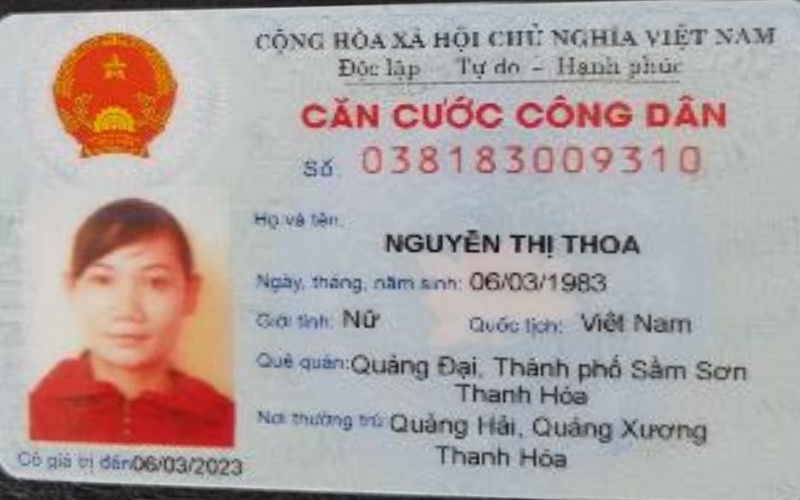 CỘNG HÒA XÃ HỘI CHỦ NGHĨA VIỆT NAM
Độc lập - Tự do - Hạnh phúc
CĂN CƯỚC CÔNG DÂN
Số 038183009310
Họ và tên:
NGUYỄN THỊ THOA
Ngày, tháng, năm sinh: 06/03/1983
Giới tính: Nữ Quốc tịch: Việt Nam
Quê quán: Quảng Đại, Thành phố Sầm Sơn
Thanh Hóa
Nơi thường trú: Quảng Hải, Quảng Xương
Thanh Hóa
Có giá trị đến 06/03/2023